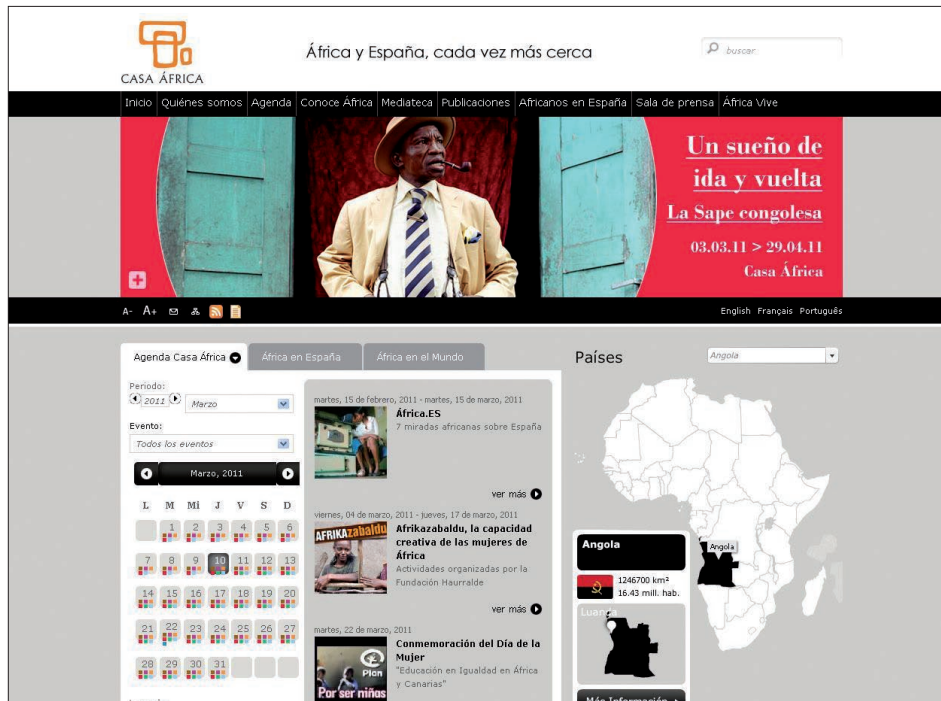 CASA ÁFRICA
África y España, cada vez más cerca
buscar
Inicio Quiénes somos Agenda Conoce África Mediateca Publicaciones Africanos en España Sala de prensa África Vive
Un sueño de
ida y vuelta
La Sape congolesa
03.03.11 > 29.04.11
Casa África
A- A+
English Français Português
Agenda Casa África
África en España
África en el Mundo
Periodo:
2011 Marzo
Evento:
Todos los eventos
Marzo, 2011
L M Mi J V S D
1 2 3 4 5 6
7 8 9 10 11 12 13
14 15 16 17 18 19 20
21 22 23 24 25 26 27
28 29 30 31
martes, 15 de febrero, 2011 - martes, 15 de marzo, 2011
África.ES
7 miradas africanas sobre España
ver más
viernes, 04 de marzo, 2011 - jueves, 17 de marzo, 2011
AFRIKAzabaldu
Afrikazabaldu, la capacidad
creativa de las mujeres de
África
Actividades organizadas por la
Fundación Haurralde
ver más
martes, 22 de marzo, 2011
Plan
Por ser niñas
Conmemoración del Día de la
Mujer
"Educación en Igualdad en África
y Canarias"
Países
Angola
Angola
Angola
1246700 km²
16.43 mill. hab.
Luanda
Más Información